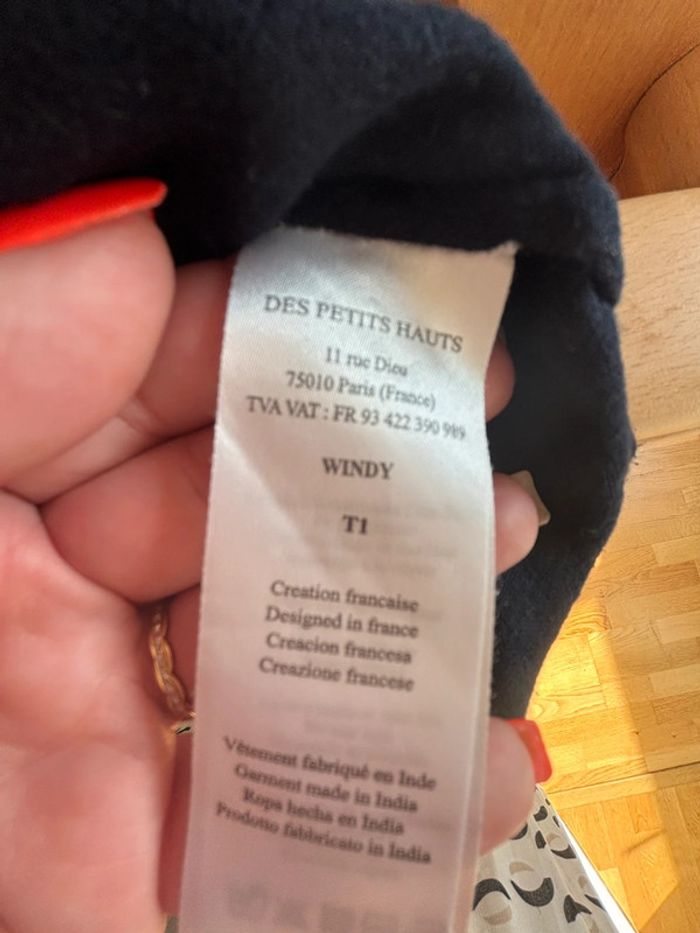 DES PETITS HAUTS
11 rue Dieu
75010 Paris (France)
TVA VAT : FR 93 422 390 989
WINDY
T1
Creation francaise
Designed in france
Creacion francesa
Creazione francese
Vêtement fabriqué en Inde
Garment made in India
Ropa hecha en India
Prodotto fabbricato in India